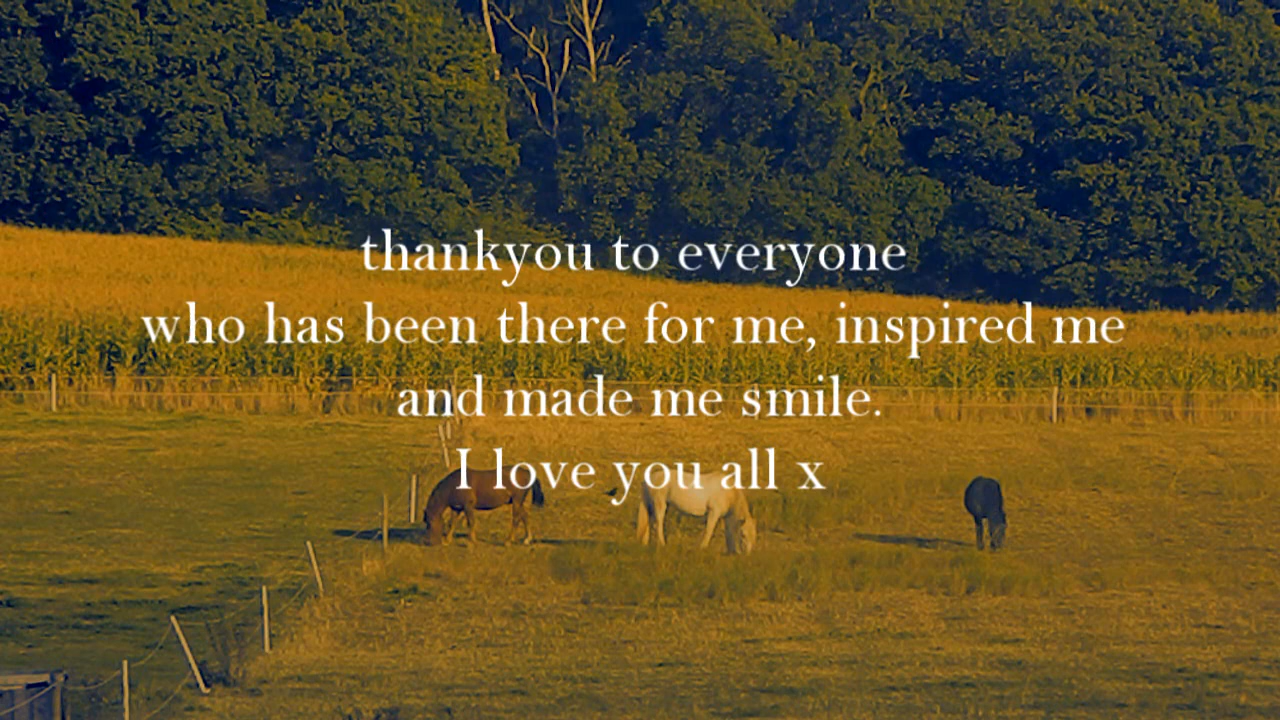 thankyou to everyone
who has been there for me, inspired me
and made me smile.
I love you all x